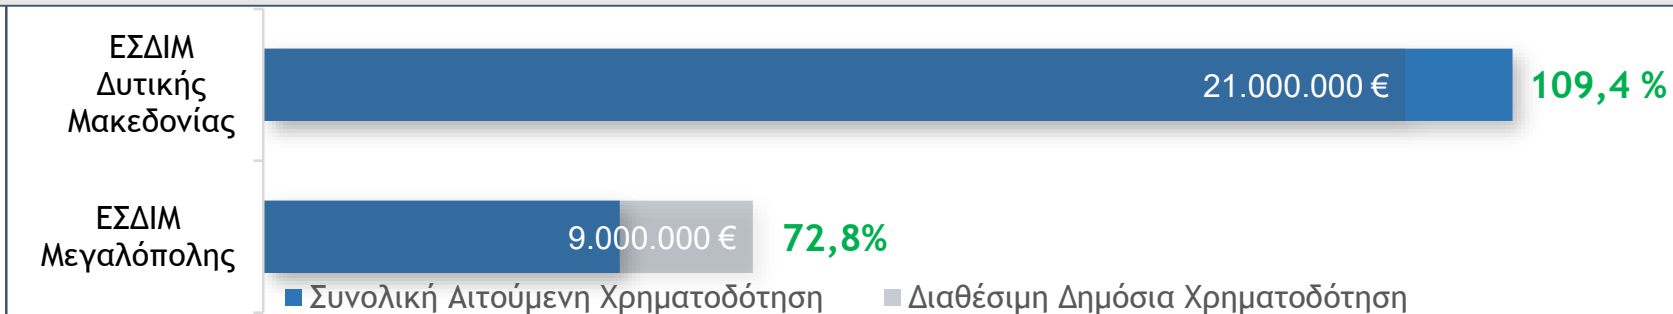 ΕΣΔΙΜ
Δυτικής
Μακεδονίας
21.000.000 €
109,4 %
ΕΣΔΙΜ
Μεγαλόπολης
9.000.000 €
72,8%
Συνολική Αιτούμενη Χρηματοδότηση
Διαθέσιμη Δημόσια Χρηματοδότηση